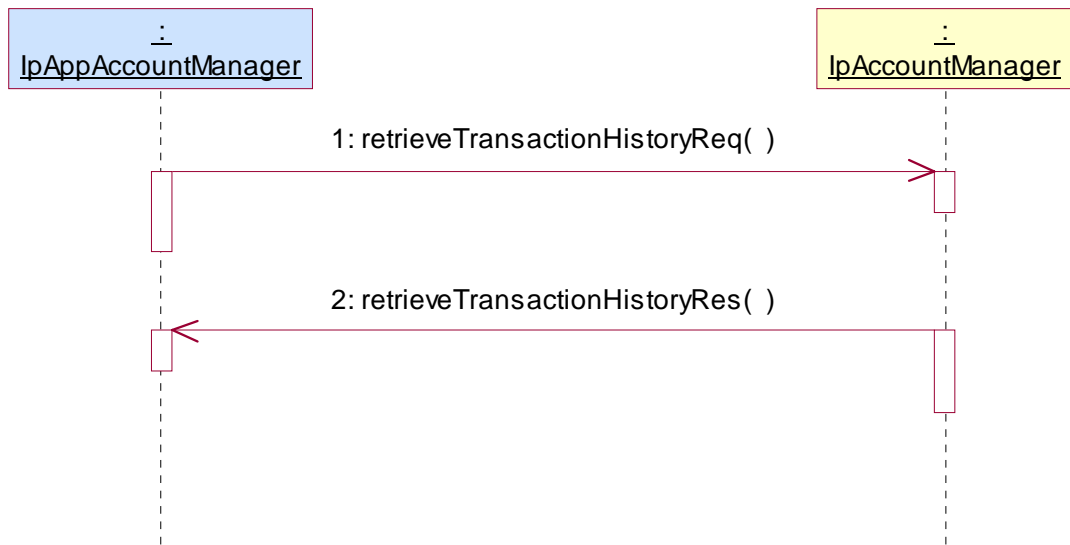 :
IpAppAccountManager
:
IpAccountManager
1: retrieveTransactionHistoryReq( )
2: retrieveTransactionHistoryRes( )